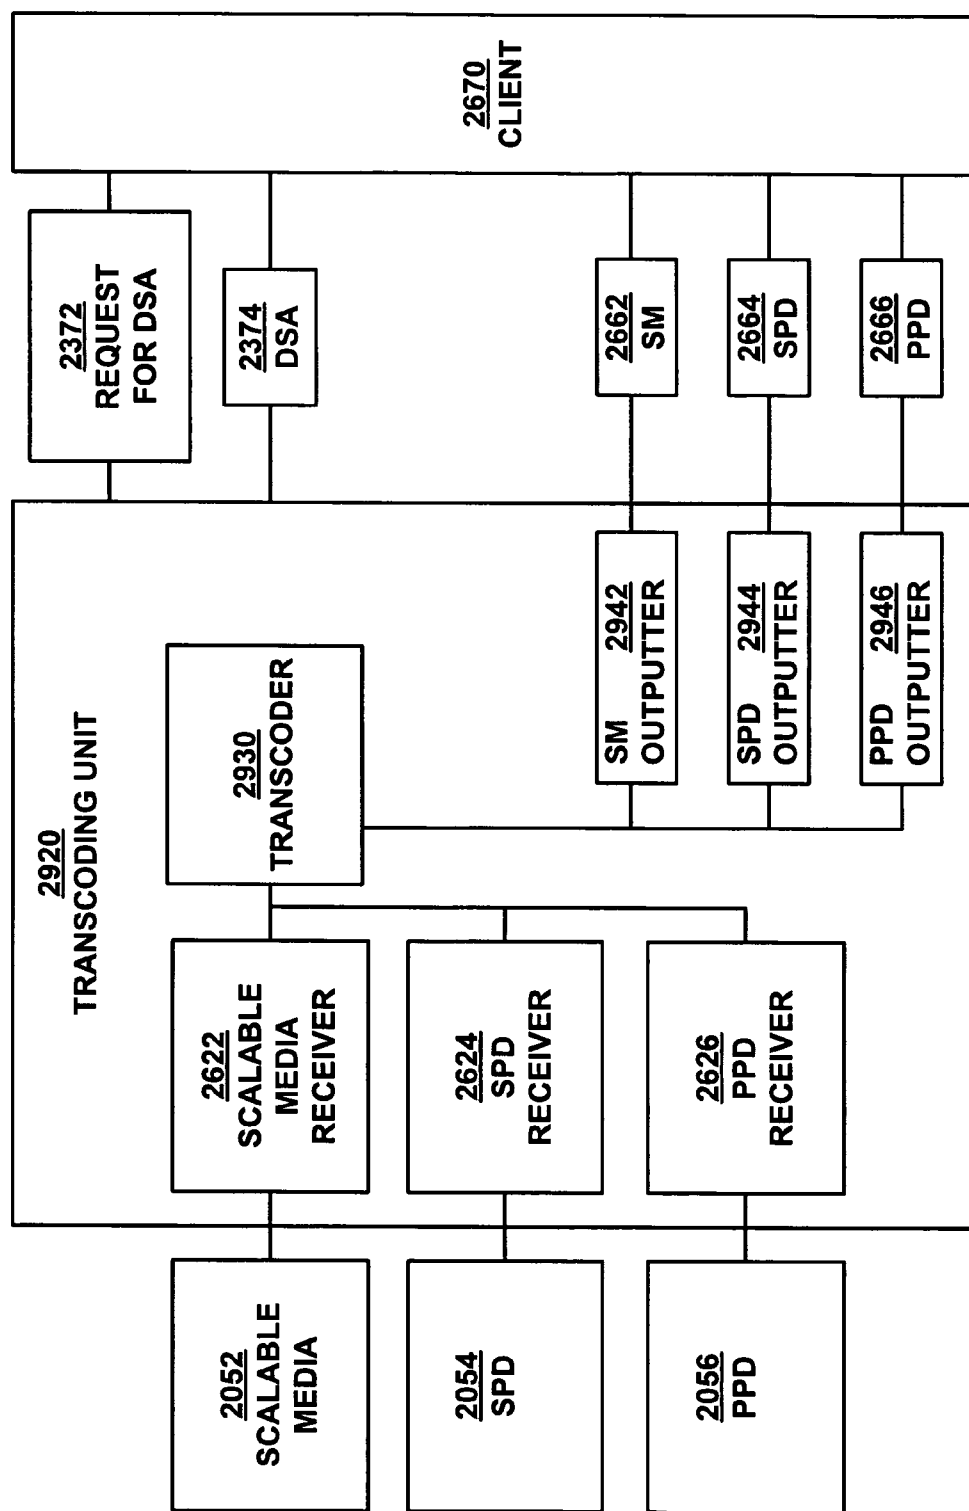 2920
TRANSCODING UNIT
2052
SCALABLE
MEDIA
2622
SCALABLE
MEDIA
RECEIVER
2930
TRANSCODER
2372
REQUEST
FOR DSA
2374
DSA
2670
CLIENT
2054
SPD
2624
SPD
RECEIVER
2056
PPD
2626
PPD
RECEIVER
SM 2942
OUTPUTTER
2662
SM
SPD 2944
OUTPUTTER
2664
SPD
PPD 2946
OUTPUTTER
2666
PPD